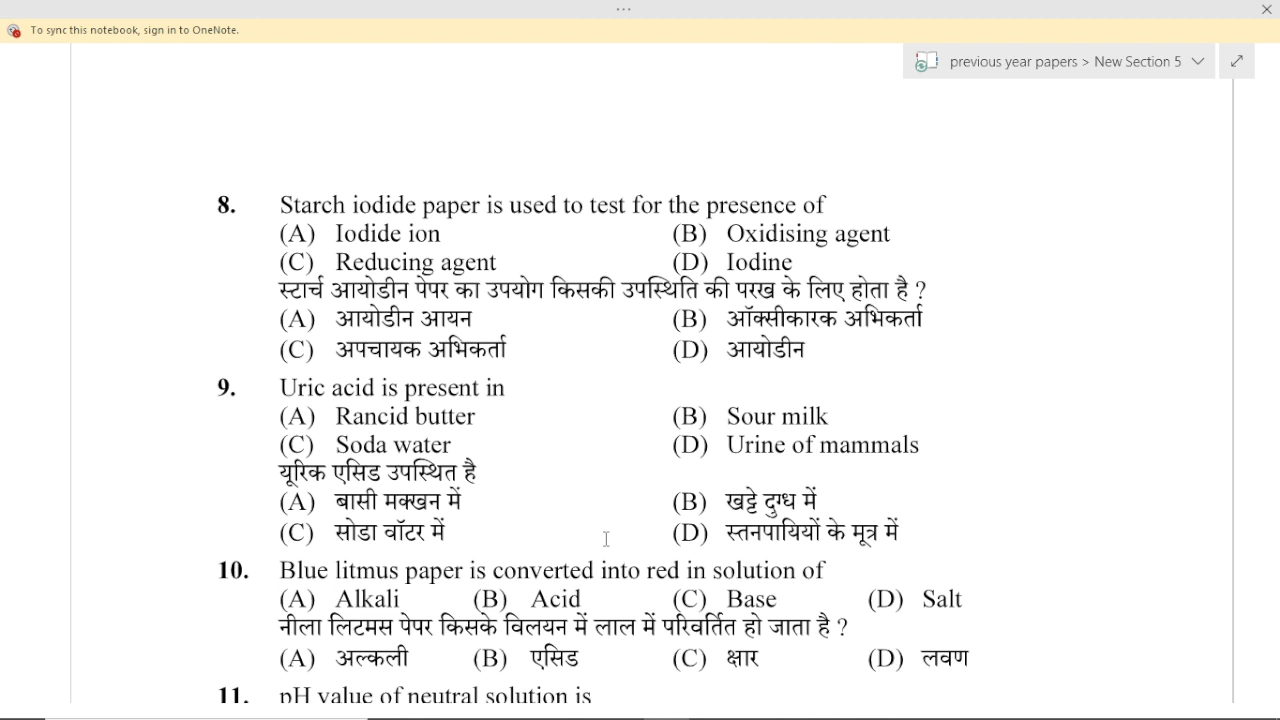 ...
To sync this notebook, sign in to OneNote.
previous year papers > New Section 5
8. Starch iodide paper is used to test for the presence of
(A) Iodide ion (B) Oxidising agent
(C) Reducing agent (D) Iodine
स्टार्च आयोडीन पेपर का उपयोग किसकी उपस्थिति की परख के लिए होता है ?
(A) आयोडीन आयन (B) ऑक्सीकारक अभिकर्ता
(C) अपचायक अभिकर्ता (D) आयोडीन
9. Uric acid is present in
(A) Rancid butter (B) Sour milk
(C) Soda water (D) Urine of mammals
यूरिक एसिड उपस्थित है
(A) बासी मक्खन में (B) खट्टे दुग्ध में
(C) सोडा वॉटर में (D) स्तनपायियों के मूत्र में
10. Blue litmus paper is converted into red in solution of
(A) Alkali (B) Acid (C) Base (D) Salt
नीला लिटमस पेपर किसके विलयन में लाल में परिवर्तित हो जाता है ?
(A) अल्कली (B) एसिड (C) क्षार (D) लवण
11. pH value of neutral solution is